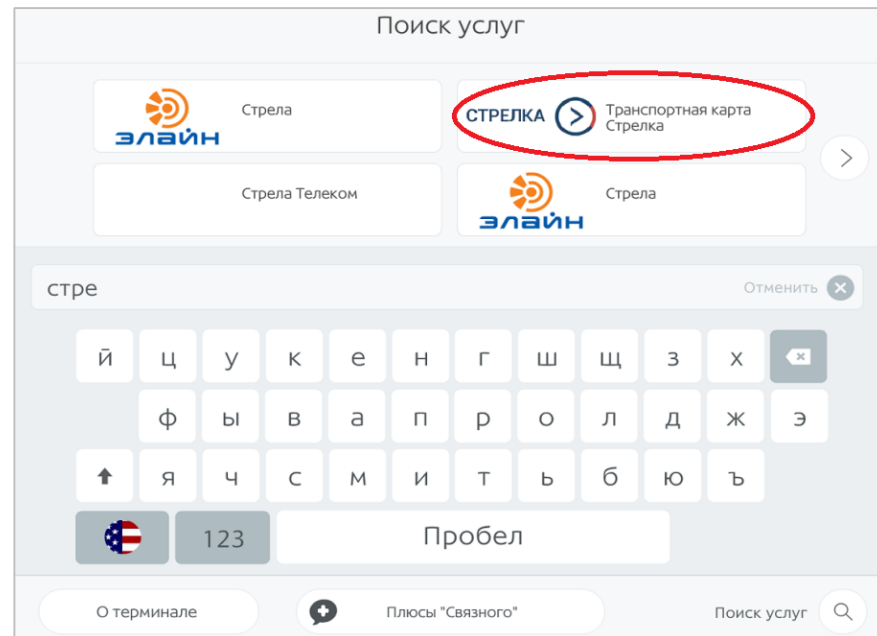 Поиск услуг
элайн
Стрела
СТРЕЛКА
Транспортная карта
Стрелка
Стрела Телеком
элайн
Стрела
стре
Отменить
й ц у к е н г ш щ з х
ф ы в а п р о л д ж э
я ч с м и т ь б ю ъ
123 Пробел
О терминале
Плюсы "Связного"
Поиск услуг